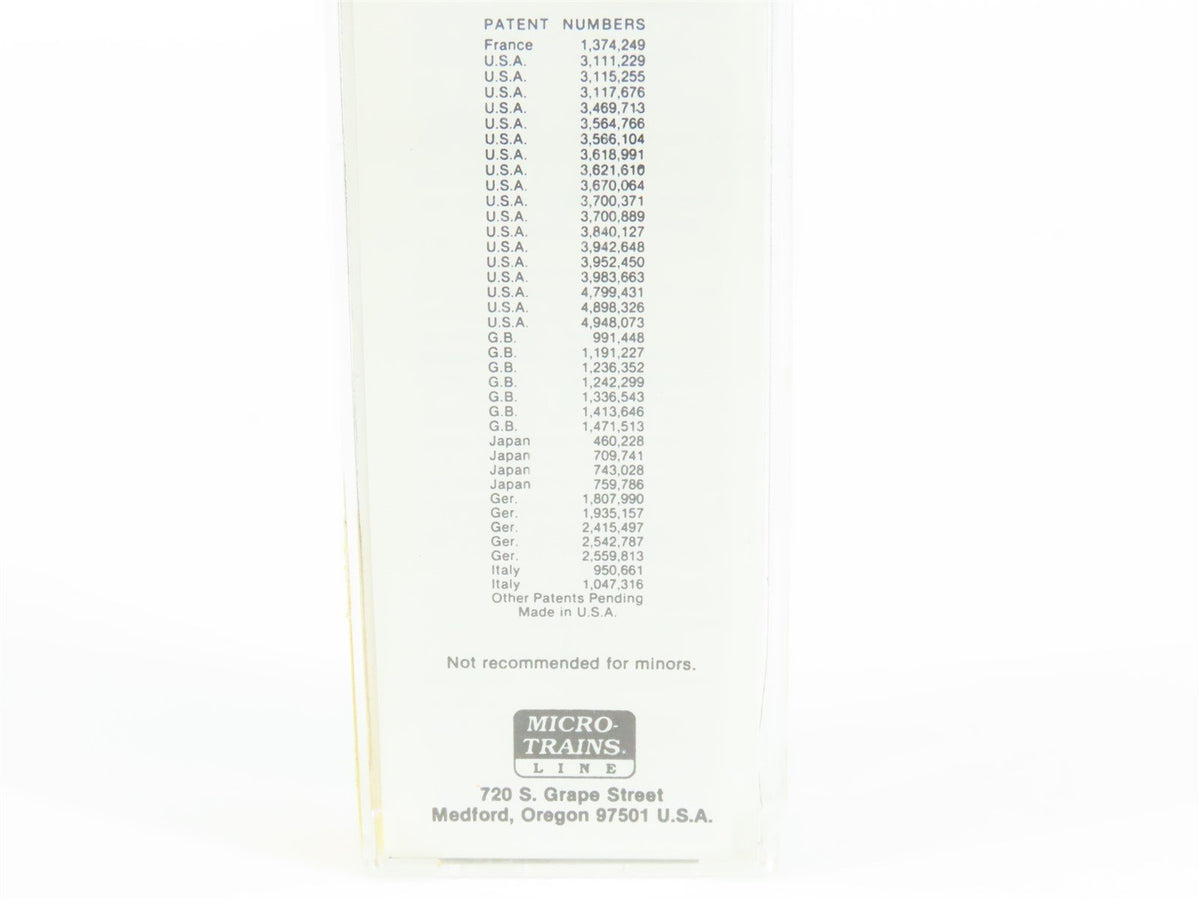 PATENT NUMBERS
France 1,374,249
U.S.A. 3,111,229
U.S.A. 3,115,255
U.S.A. 3,117,676
U.S.A. 3,469,713
U.S.A. 3,564,766
U.S.A. 3,566,104
U.S.A. 3,618,991
U.S.A. 3,621,610
U.S.A. 3,670,064
U.S.A. 3,700,371
U.S.A. 3,700,889
U.S.A. 3,840,127
U.S.A. 3,942,648
U.S.A. 3,952,450
U.S.A. 3,983,663
U.S.A. 4,799,431
U.S.A. 4,898,326
U.S.A. 4,948,073
G.B. 991,448
G.B. 1,191,227
G.B. 1,236,352
G.B. 1,242,299
G.B. 1,336,543
G.B. 1,413,646
G.B. 1,471,513
Japan 460,228
Japan 709,741
Japan 743,028
Japan 759,786
Ger. 1,807,990
Ger. 1,935,157
Ger. 2,415,497
Ger. 2,542,787
Ger. 2,559,813
Italy 950,661
Italy 1,047,316
Other Patents Pending
Made in U.S.A.
Not recommended for minors.
MICRO-
TRAINS.
LINE
720 S. Grape Street
Medford, Oregon 97501 U.S.A.